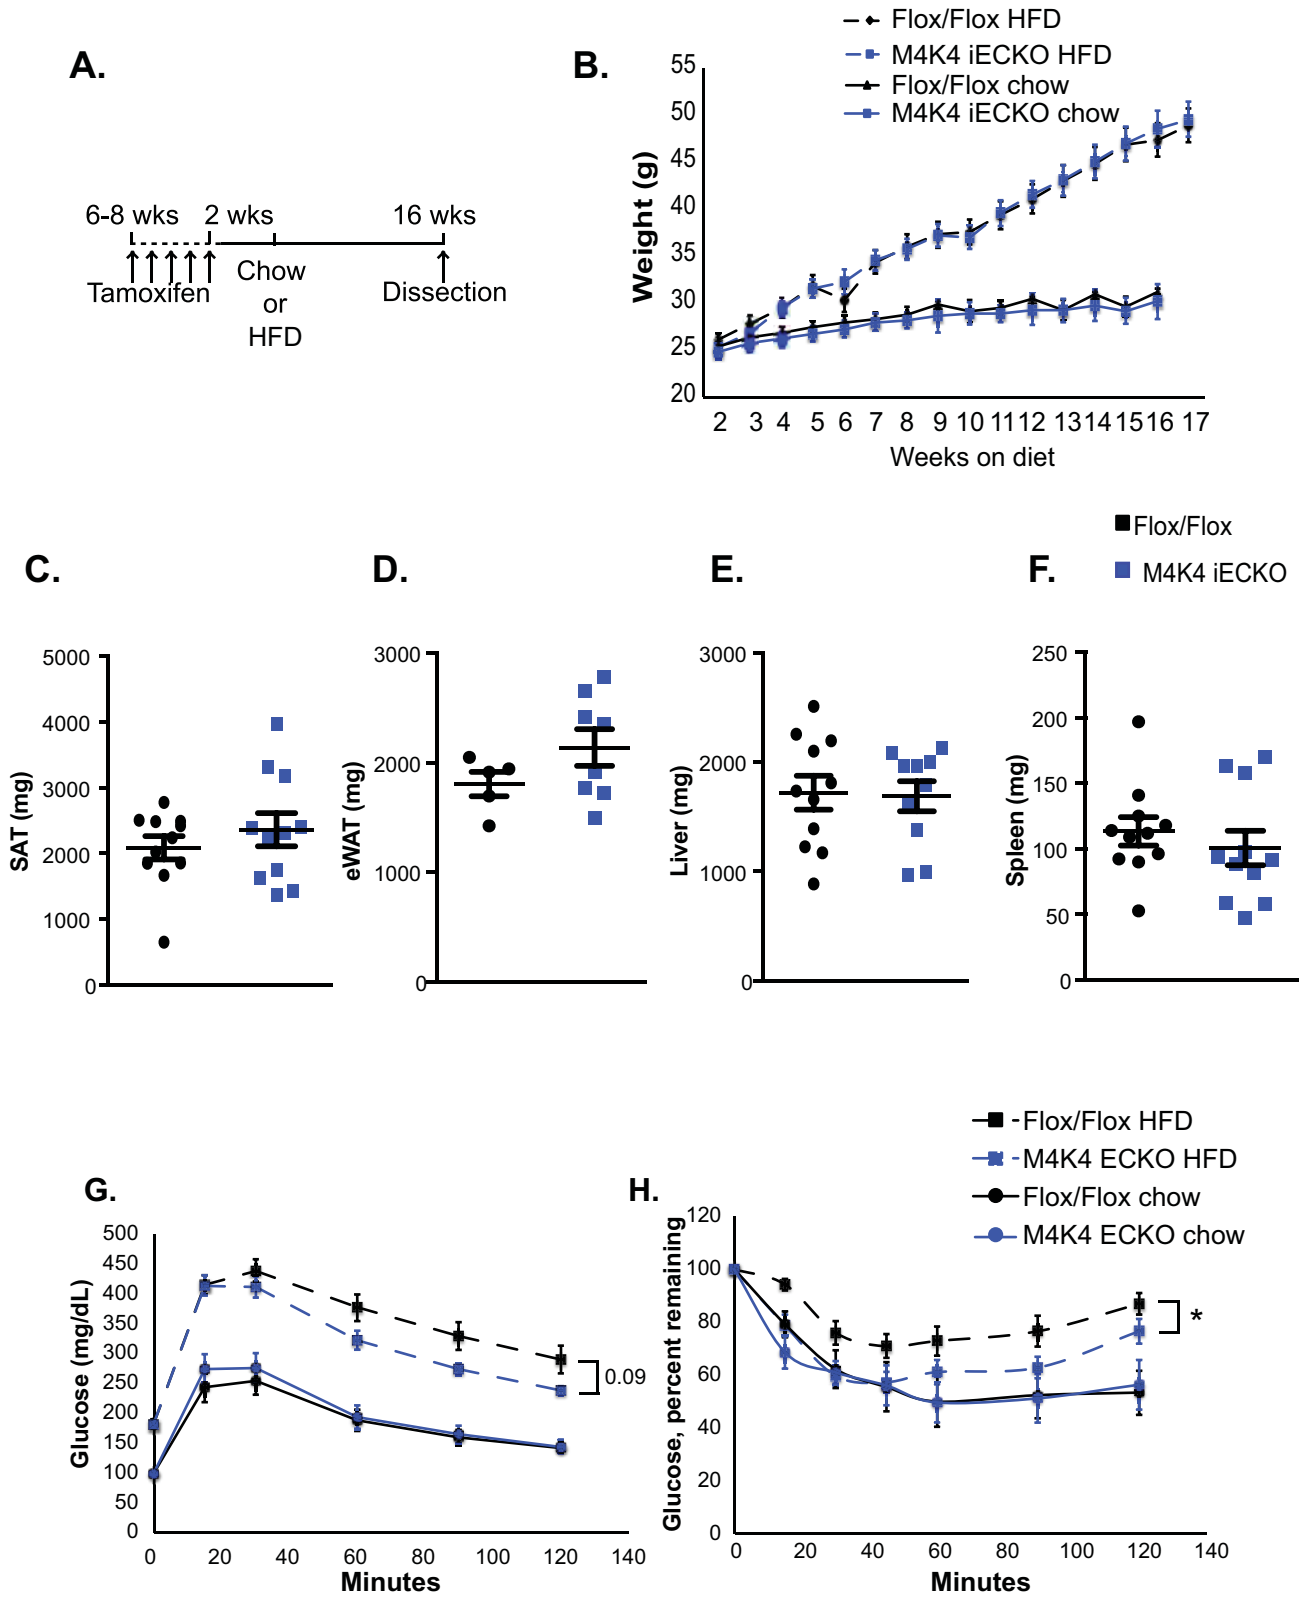 A.
6-8 wks 2 wks 16 wks
Tamoxifen
Chow
or
HFD
Dissection
B.
Flox/Flox HFD
M4K4 iECKO HFD
Flox/Flox chow
M4K4 iECKO chow
Weight (g)
55
50
45
40
35
30
25
20
2 3 4 5 6 7 8 9 10 11 12 13 14 15 16 17
Weeks on diet
Flox/Flox
M4K4 iECKO
C.
SAT (mg)
5000
4000
3000
2000
1000
0
D.
eWAT (mg)
3000
2000
1000
0
E.
Liver (mg)
3000
2000
1000
0
F.
Spleen (mg)
250
200
150
100
50
0
Flox/Flox HFD
M4K4 ECKO HFD
Flox/Flox chow
M4K4 ECKO chow
G.
Glucose (mg/dL)
500
450
400
350
300
250
200
150
100
50
0
0.09
0 20 40 60 80 100 120 140
Minutes
H.
Glucose, percent remaining
120
100
80
60
40
20
0
*
0 20 40 60 80 100 120 140
Minutes